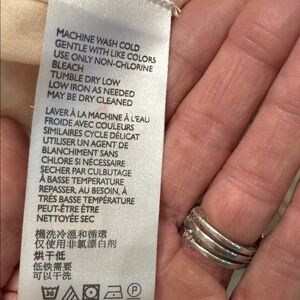 MACHINE WASH COLD
GENTLE WITH LIKE COLORS
USE ONLY NON-CHLORINE
BLEACH
TUMBLE DRY LOW
LOW IRON AS NEEDED
MAY BE DRY CLEANED
LAVER À LA MACHINE À L'EAU
FROIDE AVEC COULEURS
SIMILAIRES CYCLE DÉLICAT
UTILISER UN AGENT DE
BLANCHIMENT SANS
CHLORE SI NÉCESSAIRE
SECHER PAR CULBUTAGE
À BASSE TEMPÉRATURE
REPASSER, AU BESOIN, À
TRÈS BASSE TEMPÉRATURE
PEUT-ÊTRE ÊTRE
NETTOYÉE SEC
機洗冷溫和循環
仅使用非氯漂白剂
烘干低
低鉄需要
可以干洗
30
P